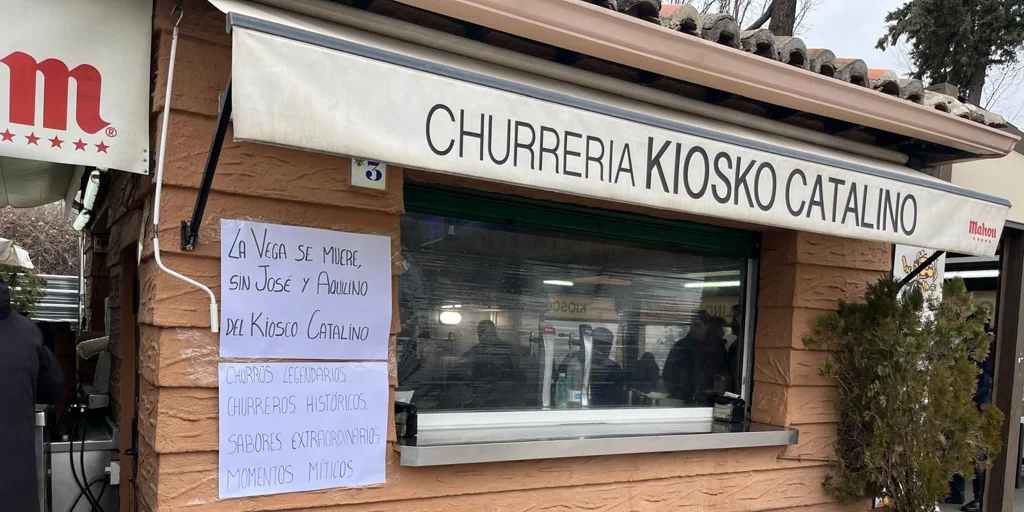 m®
CHURRERIA KIOSKO CATALINO
Mahou
3
LA VEGA SE MUERE,
SIN JOSÉ Y AQUILINO
DEL KIOSCO CATALINO
CHURROS LEGENDARIOS,
CHURREROS HISTÓRICOS,
SABORES EXTRAORDINARIOS
MOMENTOS MÍTICOS
KIOSCO